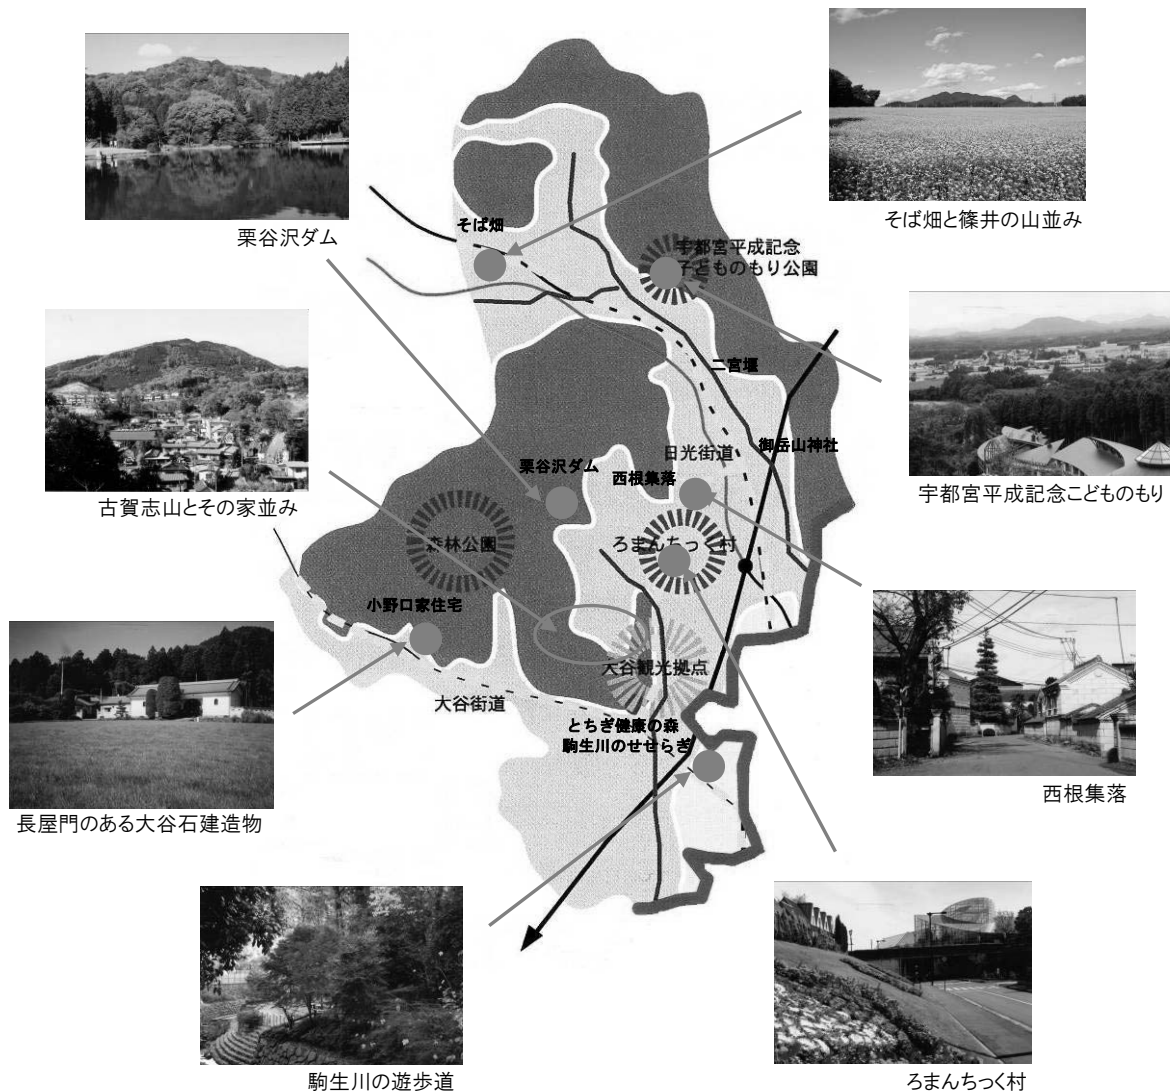 栗谷沢ダム
そば畑と篠井の山並み
そば畑
宇都宮平成記念
子どものもり公園
二宮堰
日光街道
御岳山神社
古賀志山とその家並み
宇都宮平成記念こどものもり
栗谷沢ダム
西根集落
森林公園
ろまんちっく村
小野口家住宅
大谷観光拠点
大谷街道
とちぎ健康の森
駒生川のせせらぎ
長屋門のある大谷石建造物
西根集落
駒生川の遊歩道
ろまんちっく村